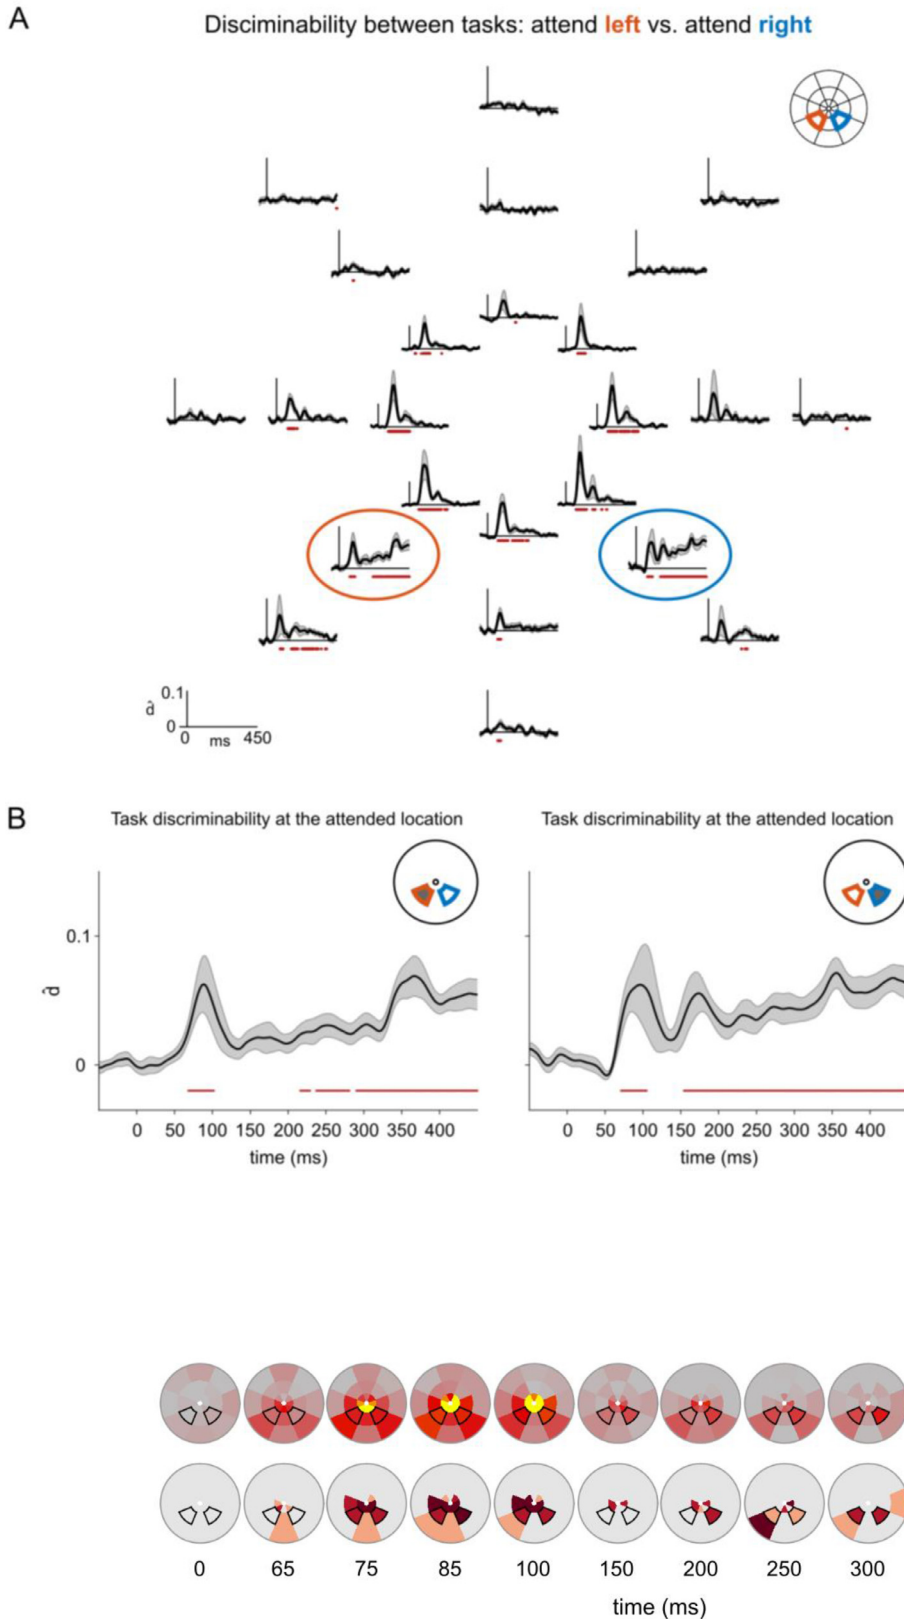 A
Disciminability between tasks: attend left vs. attend right
0.1
d̂
0
0 ms 450
B
Task discriminability at the attended location
Task discriminability at the attended location
0.1
d̂
0
0 50 100 150 200 250 300 350 400
0 50 100 150 200 250 300 350 400
time (ms)
time (ms)
0 65 75 85 100 150 200 250 300
time (ms)